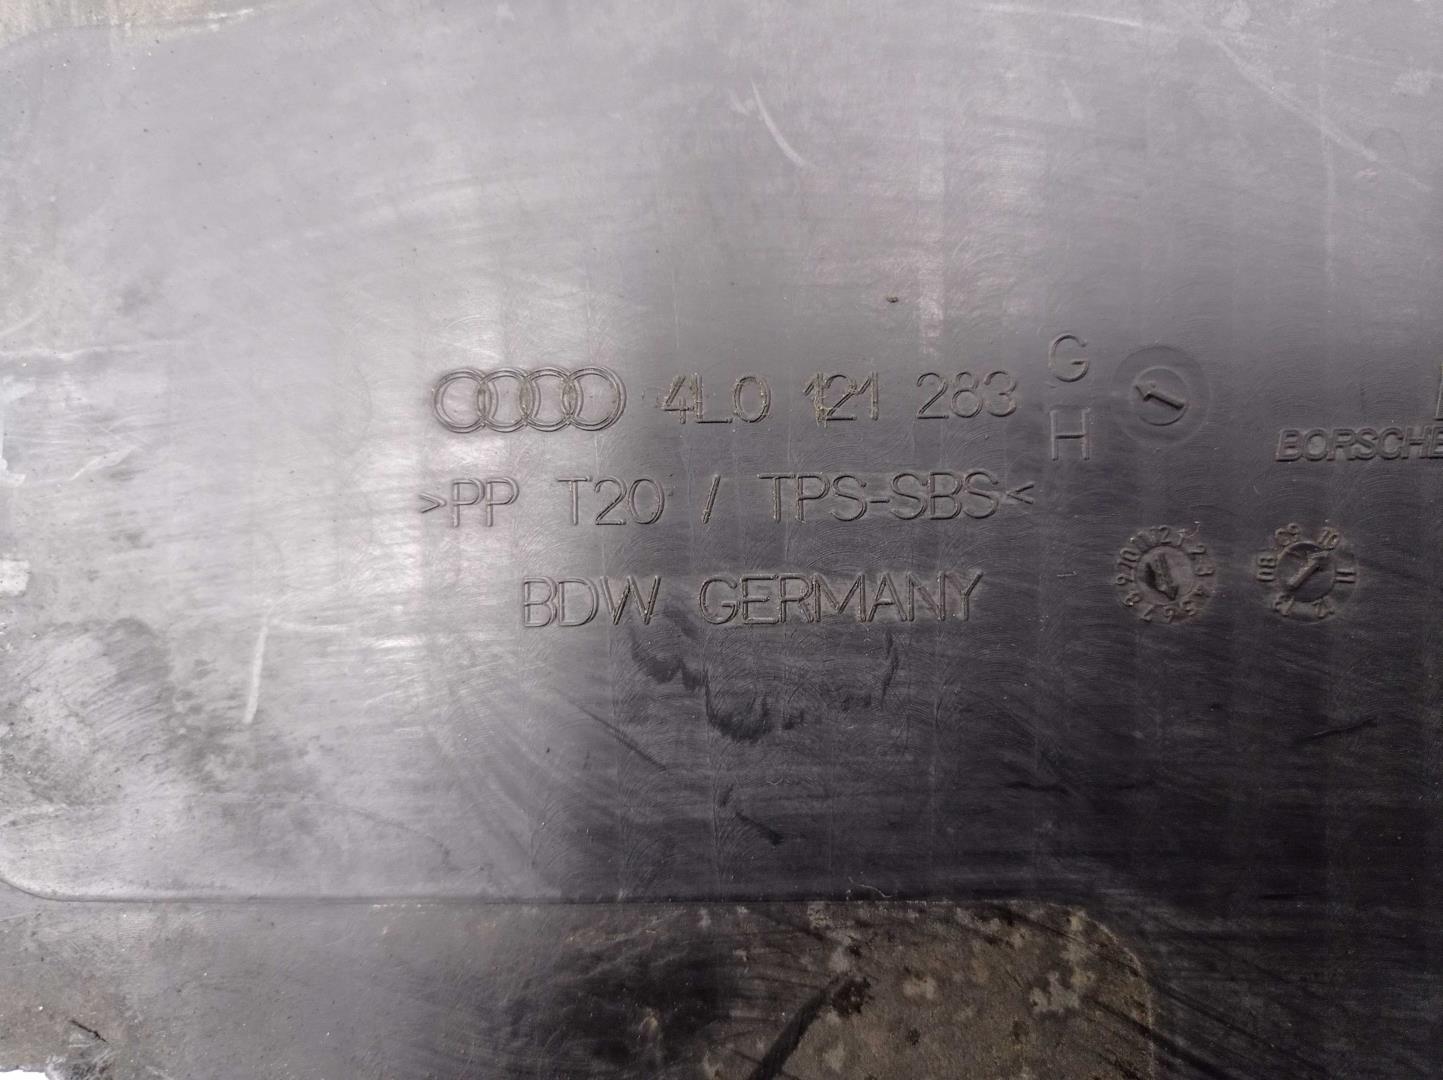 4L0 121 283 G
H
BORSCHE
>PP T20 / TPS-SBS<
BDW GERMANY